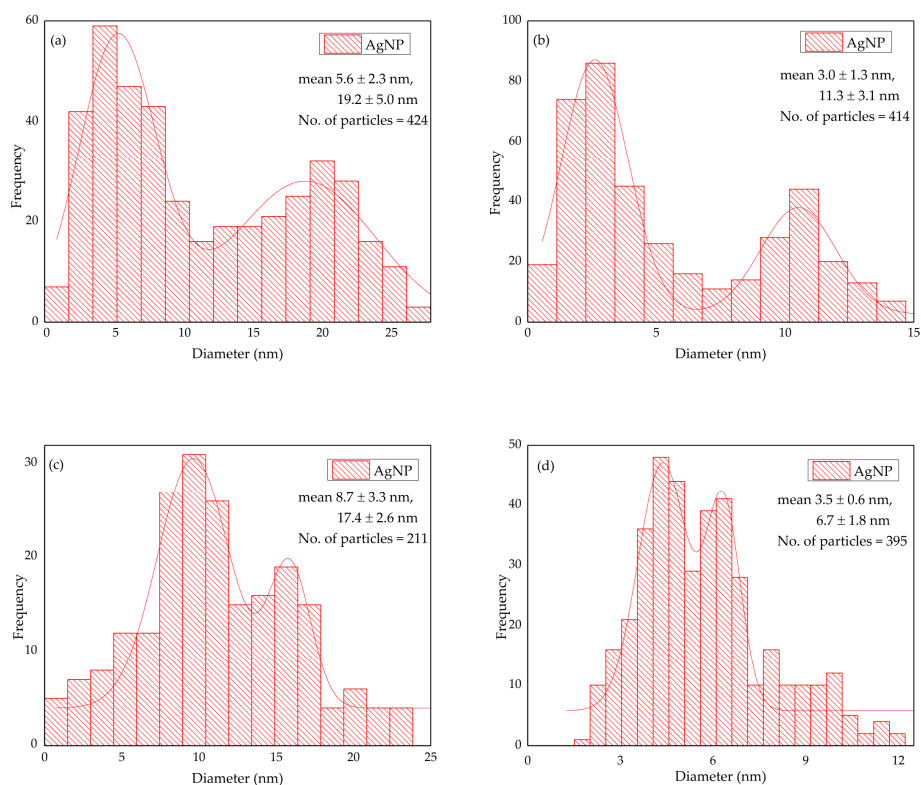 (a)
AgNP
mean 5.6 ± 2.3 nm,
19.2 ± 5.0 nm
No. of particles = 424
Frequency
60
40
20
0
0 5 10 15 20 25
Diameter (nm)
(b)
AgNP
mean 3.0 ± 1.3 nm,
11.3 ± 3.1 nm
No. of particles = 414
Frequency
100
80
60
40
20
0
0 5 10 15
Diameter (nm)
(c)
AgNP
mean 8.7 ± 3.3 nm,
17.4 ± 2.6 nm
No. of particles = 211
Frequency
30
20
10
0
0 5 10 15 20 25
Diameter (nm)
(d)
AgNP
mean 3.5 ± 0.6 nm,
6.7 ± 1.8 nm
No. of particles = 395
Frequency
50
40
30
20
10
0
0 3 6 9 12
Diameter (nm)